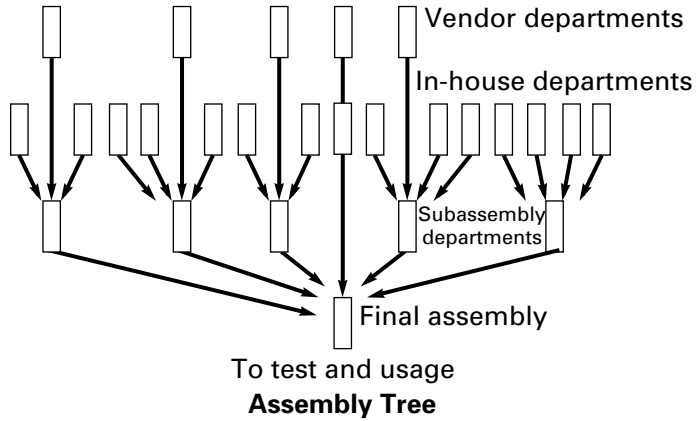 Vendor departments
In-house departments
Subassembly
departments
Final assembly
To test and usage
Assembly Tree